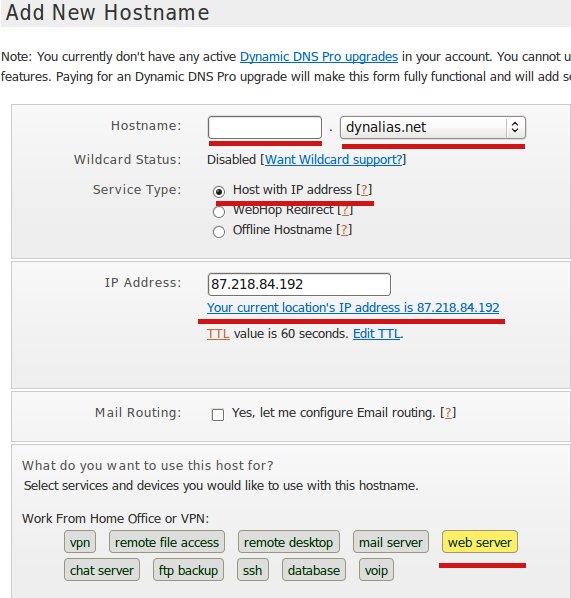 Add New Hostname
Note: You currently don't have any active Dynamic DNS Pro upgrades in your account. You cannot u
features. Paying for an Dynamic DNS Pro upgrade will make this form fully functional and will add s
Hostname: . dynalias.net
Wildcard Status: Disabled [Want Wildcard support?]
Service Type: Host with IP address [?]
WebHop Redirect [?]
Offline Hostname [?]
IP Address: 87.218.84.192
Your current location's IP address is 87.218.84.192
TTL value is 60 seconds. Edit TTL.
Mail Routing: Yes, let me configure Email routing. [?]
What do you want to use this host for?
Select services and devices you would like to use with this hostname.
Work From Home Office or VPN:
vpn remote file access remote desktop mail server web server
chat server ftp backup ssh database voip